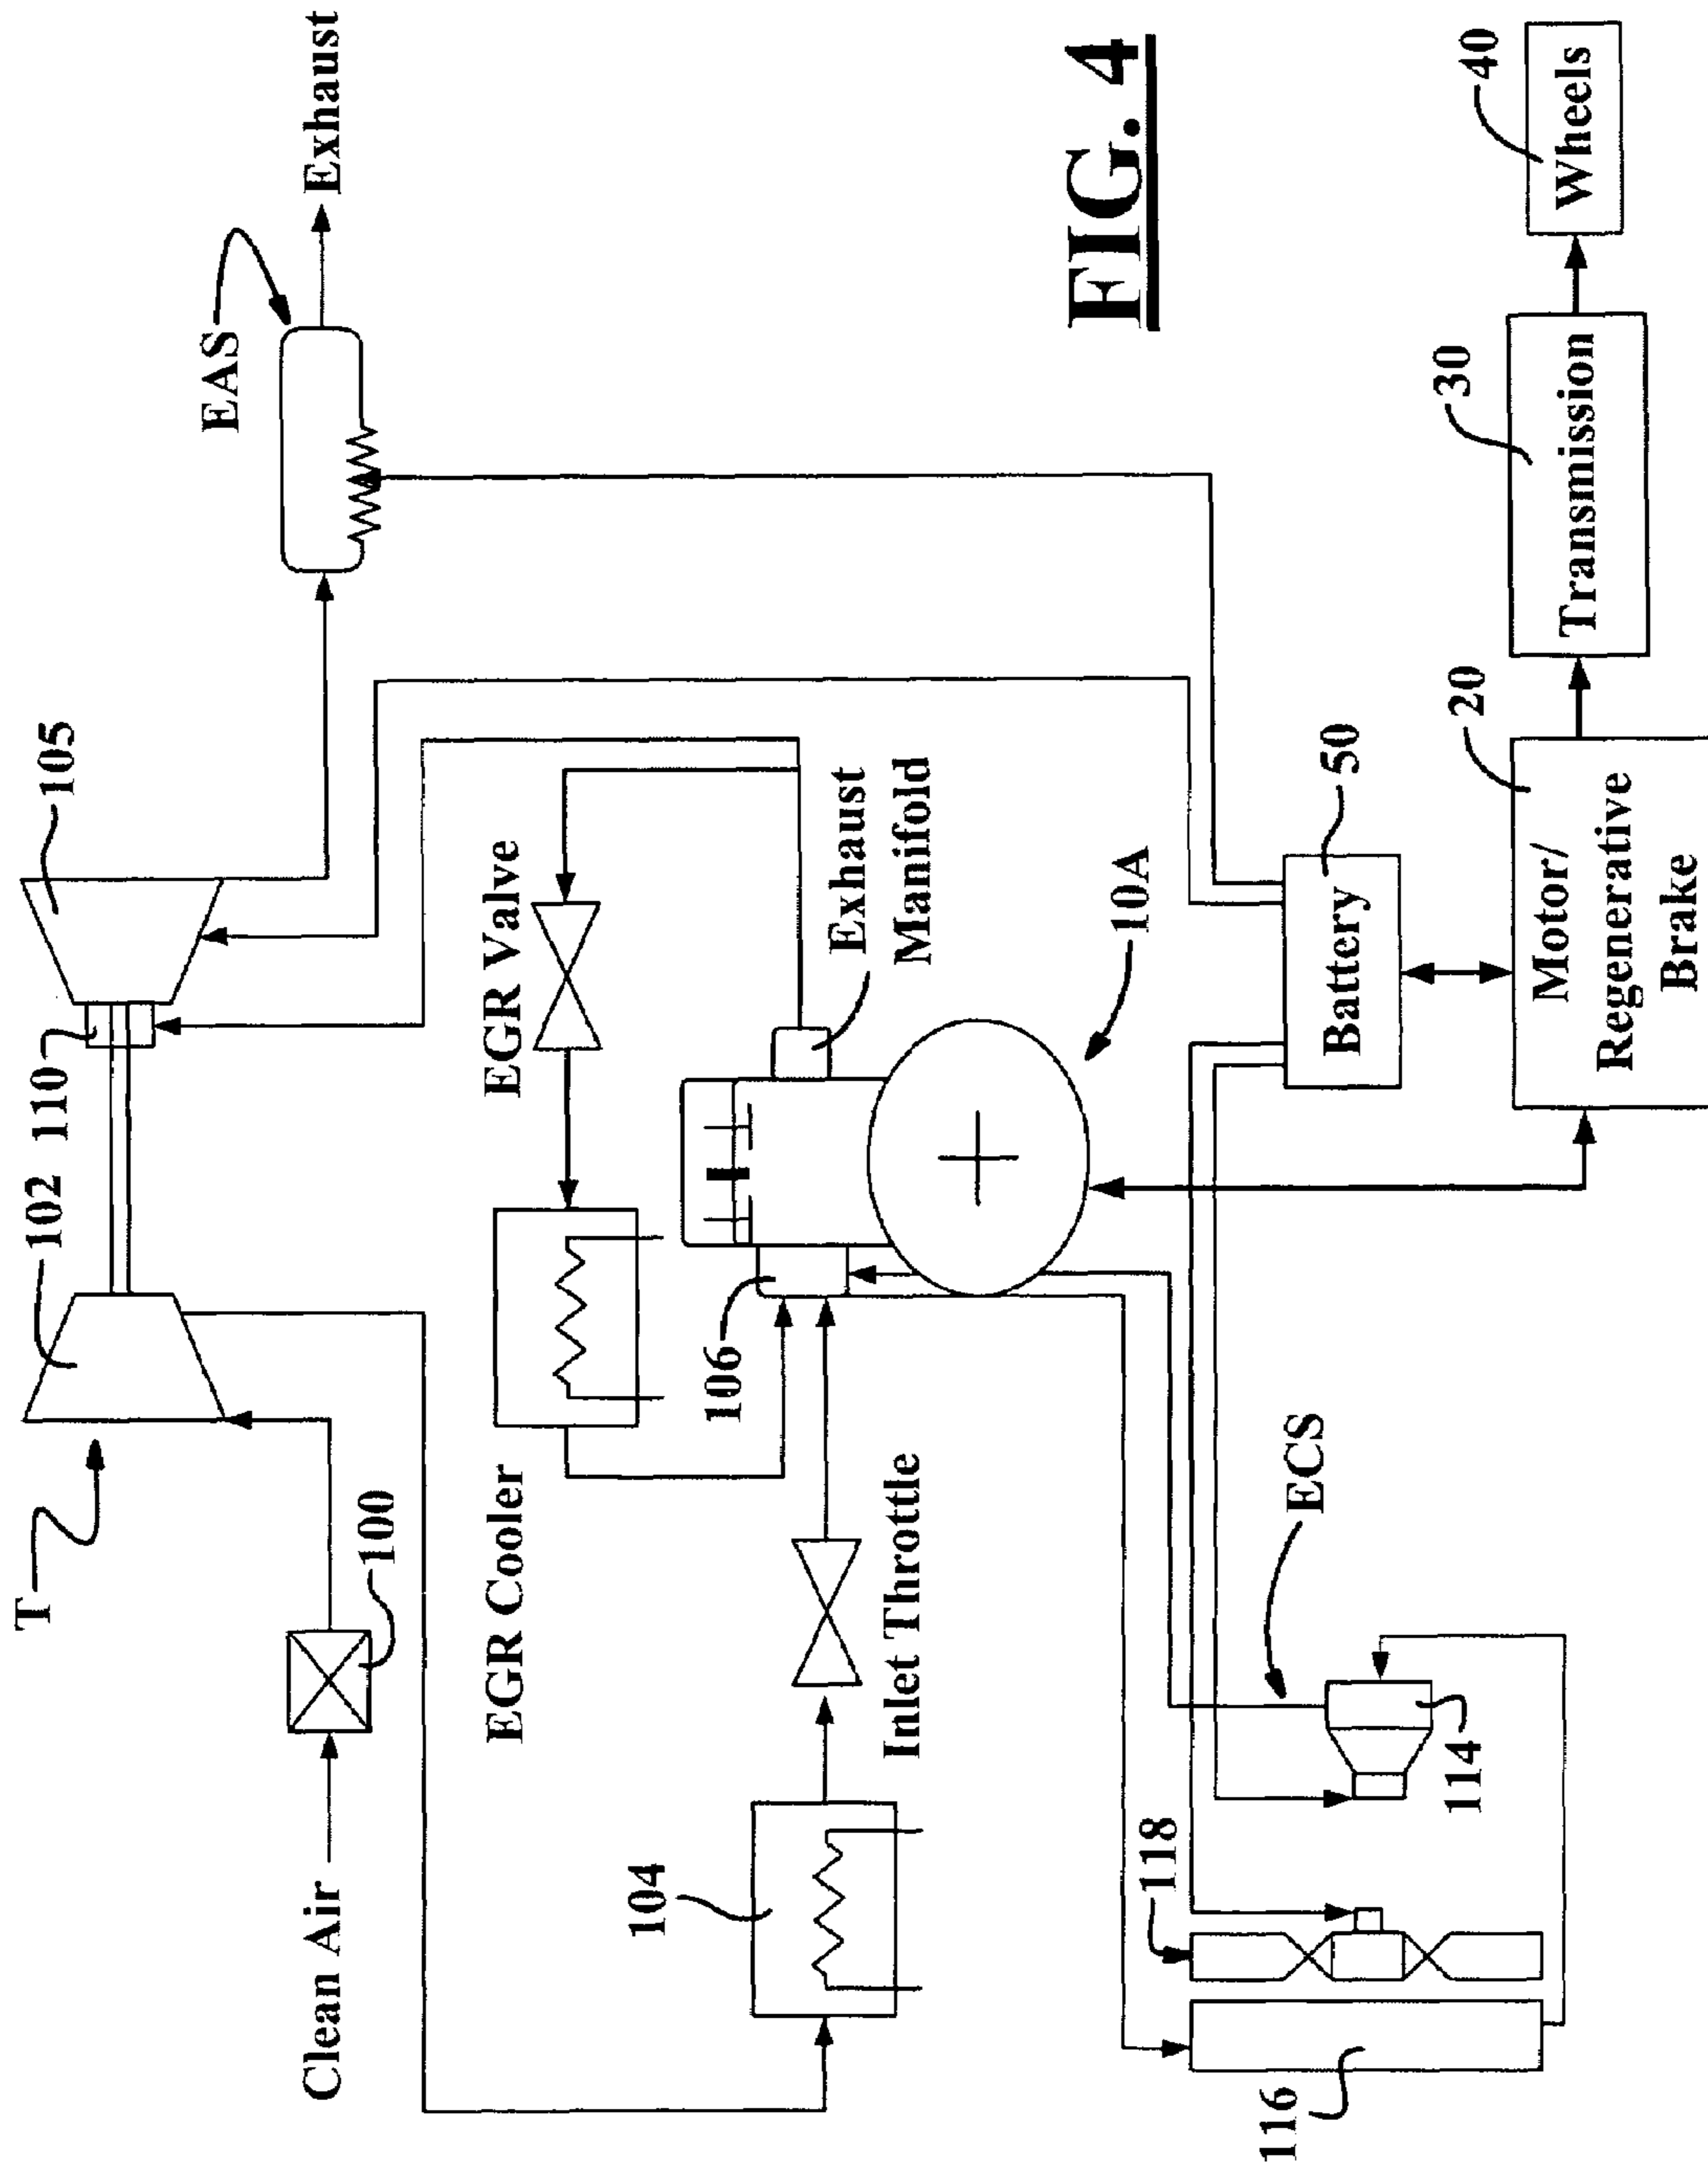 T
102
110
105
EAS
Exhaust
Clean Air
100
EGR Cooler
EGR Valve
104
Inlet Throttle
106
Exhaust
Manifold
10A
FIG. 4
118
116
114
ECS
Battery
50
Motor/
Regenerative
Brake
20
Transmission
30
Wheels
40